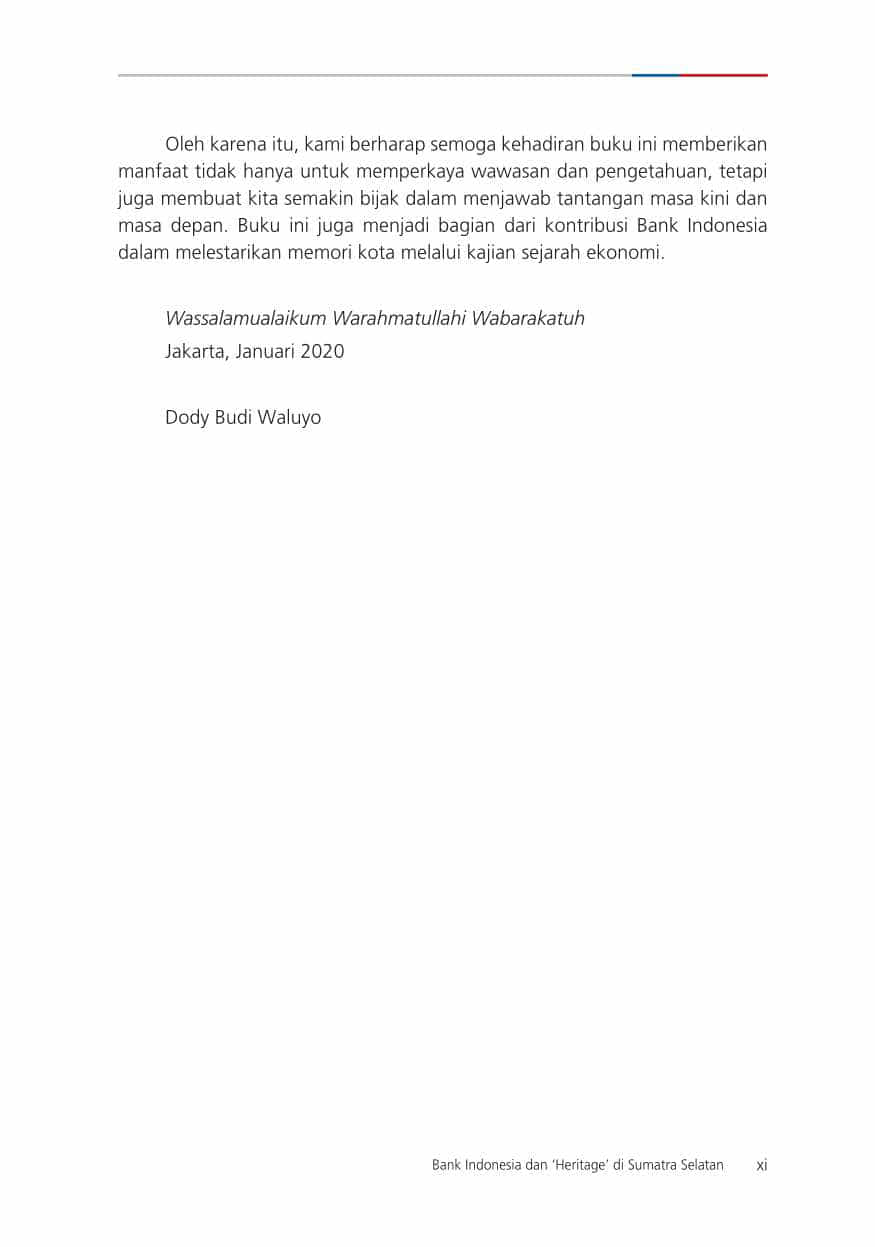 Oleh karena itu, kami berharap semoga kehadiran buku ini memberikan
manfaat tidak hanya untuk memperkaya wawasan dan pengetahuan, tetapi
juga membuat kita semakin bijak dalam menjawab tantangan masa kini dan
masa depan. Buku ini juga menjadi bagian dari kontribusi Bank Indonesia
dalam melestarikan memori kota melalui kajian sejarah ekonomi.
Wassalamualaikum Warahmatullahi Wabarakatuh
Jakarta, Januari 2020
Dody Budi Waluyo
Bank Indonesia dan ‘Heritage’ di Sumatra Selatan xi